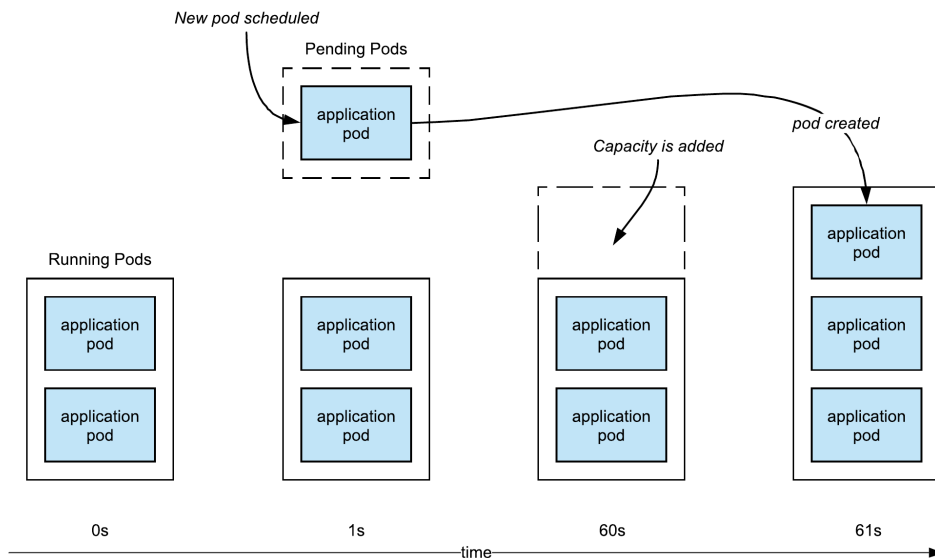 New pod scheduled
Pending Pods
application
pod
pod created
Capacity is added
Running Pods
application
pod
application
pod
application
pod
application
pod
application
pod
application
pod
application
pod
application
pod
application
pod
0s
1s
60s
61s
time